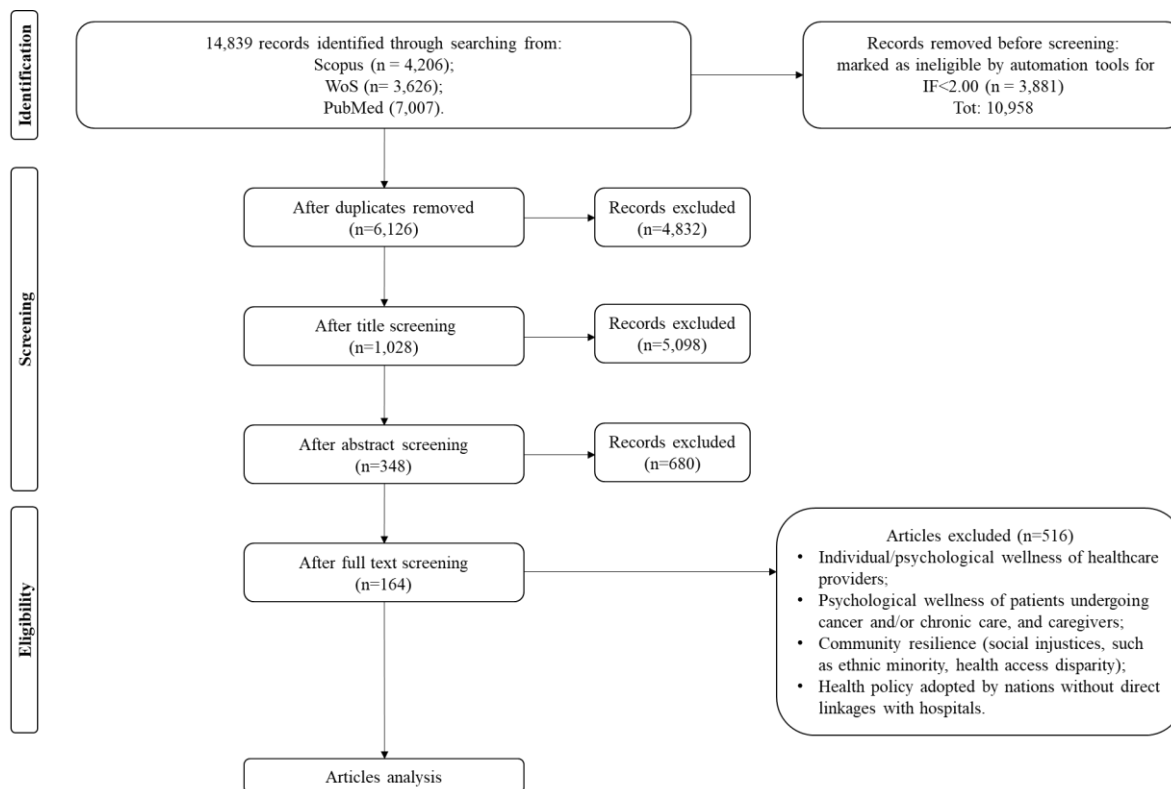 Identification
14,839 records identified through searching from:
Scopus (n = 4,206);
WoS (n= 3,626);
PubMed (7,007).
Records removed before screening:
marked as ineligible by automation tools for
IF<2.00 (n = 3,881)
Tot: 10,958
Screening
After duplicates removed
(n=6,126)
Records excluded
(n=4,832)
After title screening
(n=1,028)
Records excluded
(n=5,098)
After abstract screening
(n=348)
Records excluded
(n=680)
Eligibility
After full text screening
(n=164)
Articles excluded (n=516)
• Individual/psychological wellness of healthcare
providers;
• Psychological wellness of patients undergoing
cancer and/or chronic care, and caregivers;
• Community resilience (social injustices, such
as ethnic minority, health access disparity);
• Health policy adopted by nations without direct
linkages with hospitals.
Articles analysis